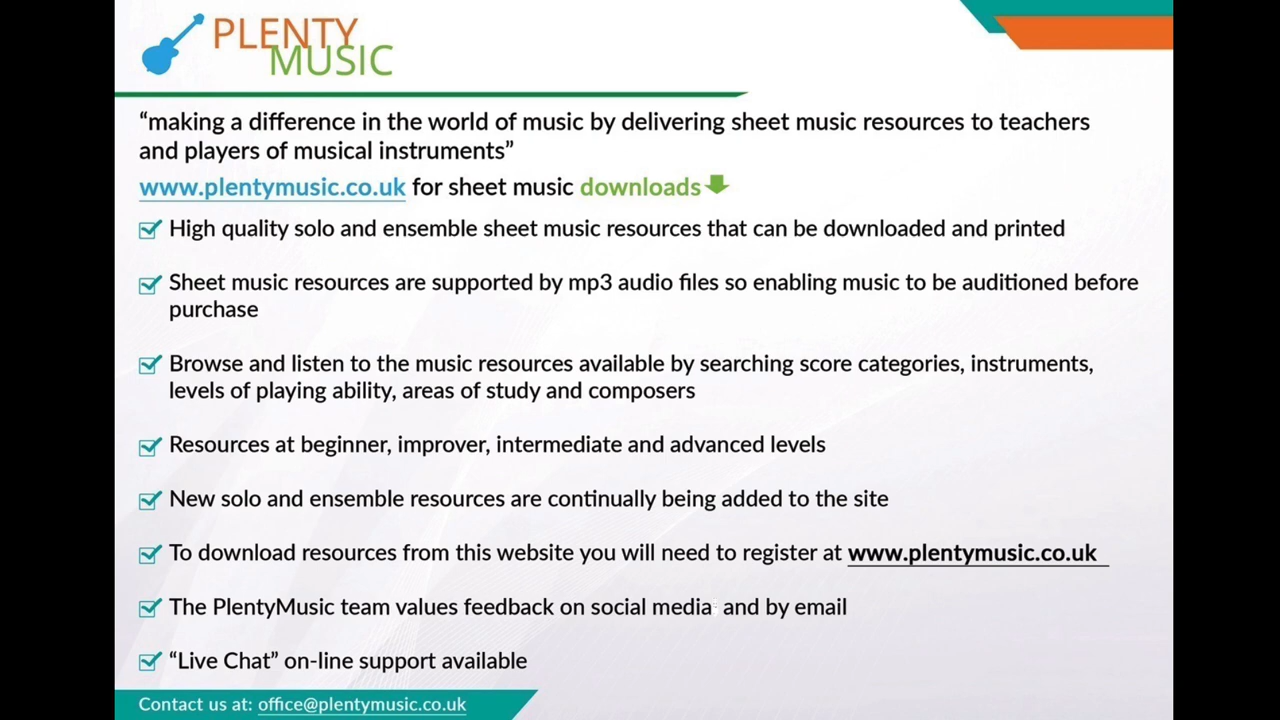 PLENTY
MUSIC
“making a difference in the world of music by delivering sheet music resources to teachers
and players of musical instruments”
www.plentymusic.co.uk for sheet music downloads
High quality solo and ensemble sheet music resources that can be downloaded and printed
Sheet music resources are supported by mp3 audio files so enabling music to be auditioned before
purchase
Browse and listen to the music resources available by searching score categories, instruments,
levels of playing ability, areas of study and composers
Resources at beginner, improver, intermediate and advanced levels
New solo and ensemble resources are continually being added to the site
To download resources from this website you will need to register at www.plentymusic.co.uk
The PlentyMusic team values feedback on social media and by email
“Live Chat” on-line support available
Contact us at: office@plentymusic.co.uk